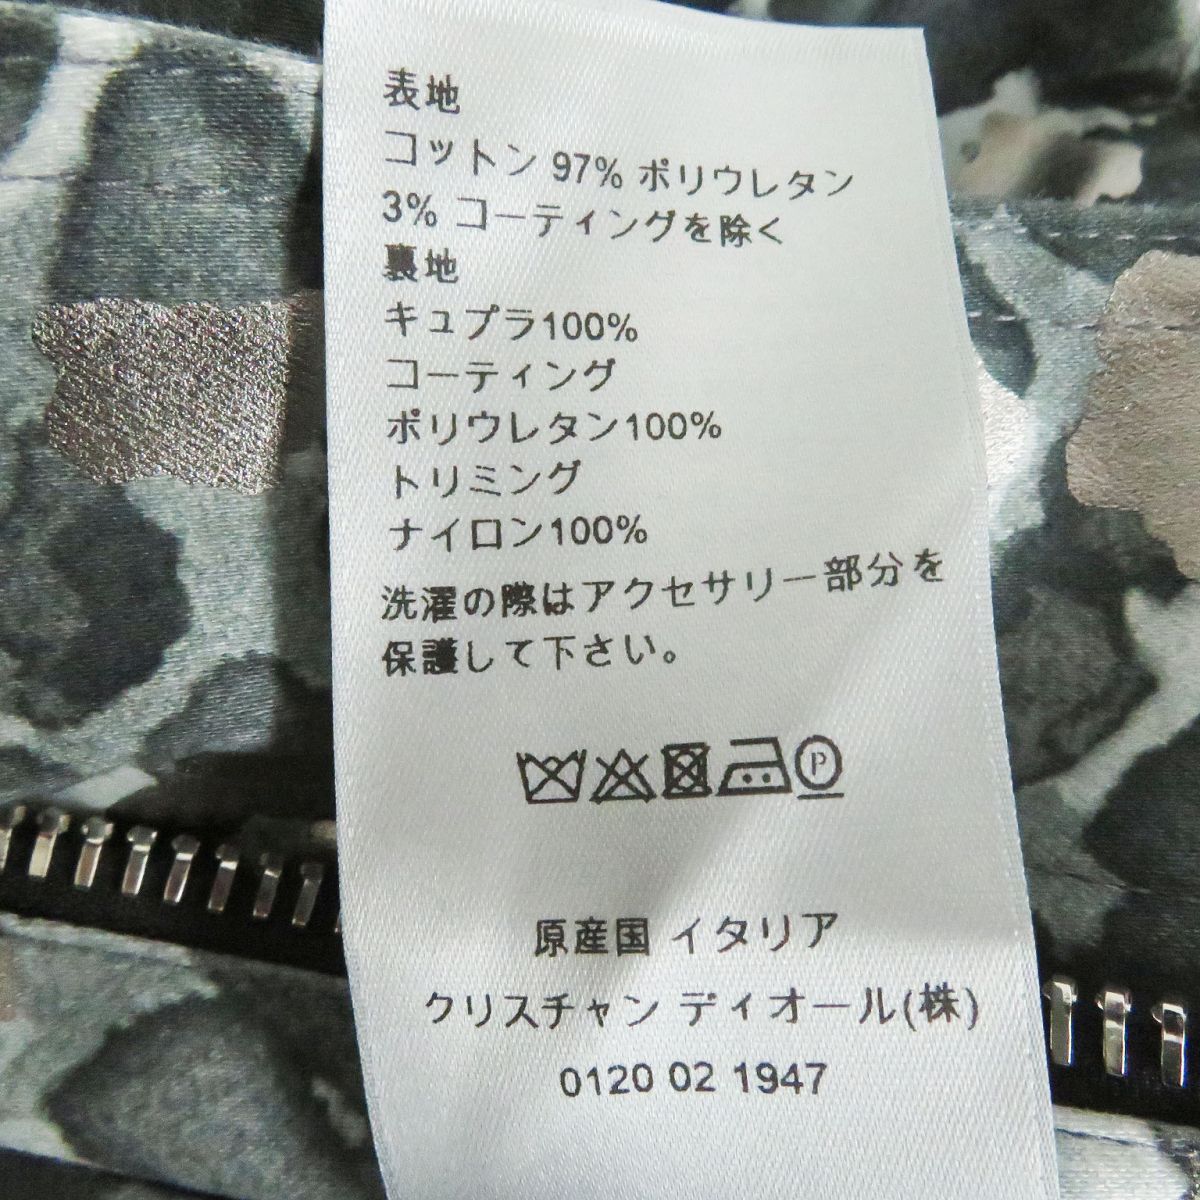 表地
コットン 97% ポリウレタン
3% コーティングを除く
裏地
キュプラ100%
コーティング
ポリウレタン100%
トリミング
ナイロン100%
洗濯の際はアクセサリー部分を
保護して下さい。
P
原産国 イタリア
クリスチャン ディオール(株)
0120 02 1947